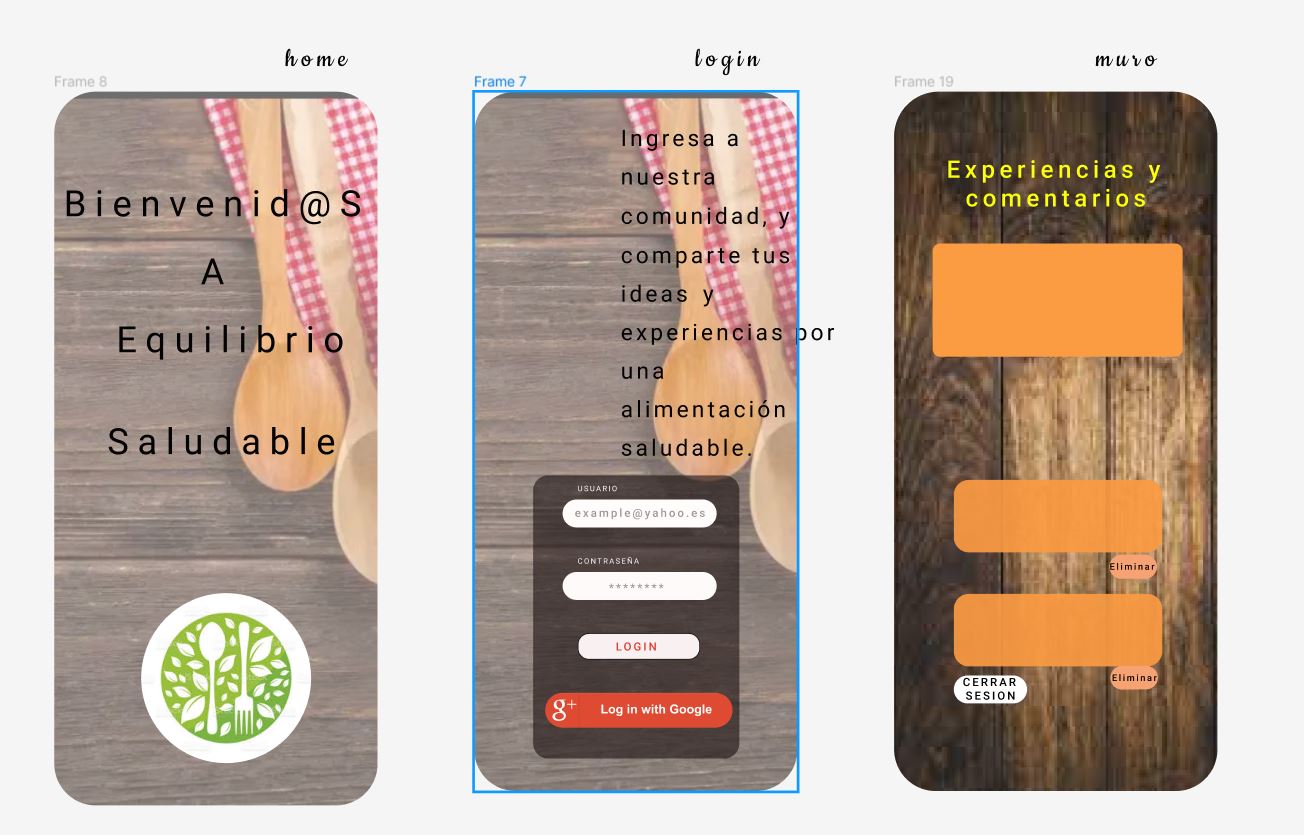 home
Frame 8
Bienvenid@S
A
Equilibrio
Saludable
login
Frame 7
Ingresa a
nuestra
comunidad, y
comparte tus
ideas y
experiencias por
una
alimentación
saludable.
USUARIO
example@yahoo.es
CONTRASEÑA
********
LOGIN
g+ Log in with Google
muro
Frame 19
Experiencias y
comentarios
Eliminar
Eliminar
CERRAR
SESION